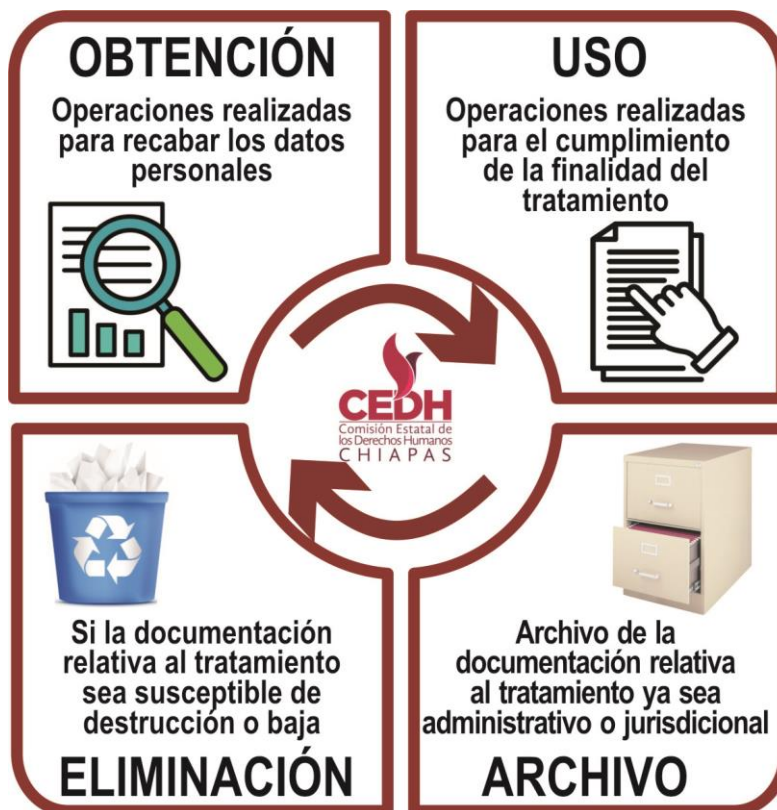 OBTENCIÓN
Operaciones realizadas
para recabar los datos
personales
USO
Operaciones realizadas
para el cumplimiento
de la finalidad del
tratamiento
CEDH
Comisión Estatal de
los Derechos Humanos
CHIAPAS
Si la documentación
relativa al tratamiento
sea susceptible de
destrucción o baja
ELIMINACIÓN
Archivo de la
documentación relativa
al tratamiento ya sea
administrativo o jurisdicional
ARCHIVO